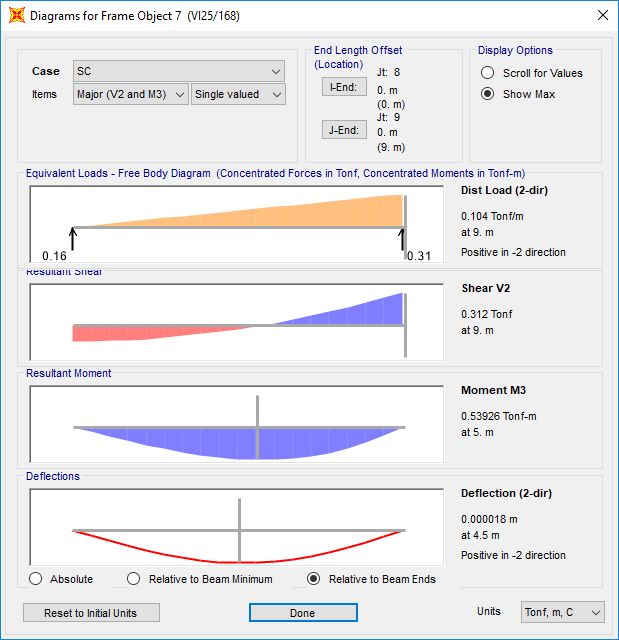 Diagrams for Frame Object 7 (VI25/168)
Case
SC
Items
Major (V2 and M3)
Single valued
End Length Offset
(Location)
I-End:
Jt: 8
0. m
(0. m)
J-End:
Jt: 9
0. m
(9. m)
Display Options
Scroll for Values
Show Max
Equivalent Loads - Free Body Diagram (Concentrated Forces in Tonf, Concentrated Moments in Tonf-m)
0.16
0.31
Dist Load (2-dir)
0.104 Tonf/m
at 9. m
Positive in -2 direction
Resultant Shear
Shear V2
0.312 Tonf
at 9. m
Resultant Moment
Moment M3
0.53926 Tonf-m
at 5. m
Deflections
Deflection (2-dir)
0.000018 m
at 4.5 m
Positive in -2 direction
Absolute
Relative to Beam Minimum
Relative to Beam Ends
Reset to Initial Units
Done
Units
Tonf, m, C